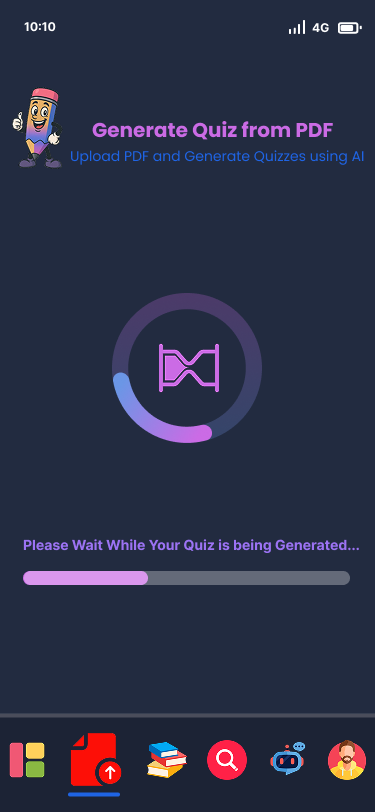 10:10
4G
Generate Quiz from PDF
Upload PDF and Generate Quizzes using AI
Please Wait While Your Quiz is being Generated...